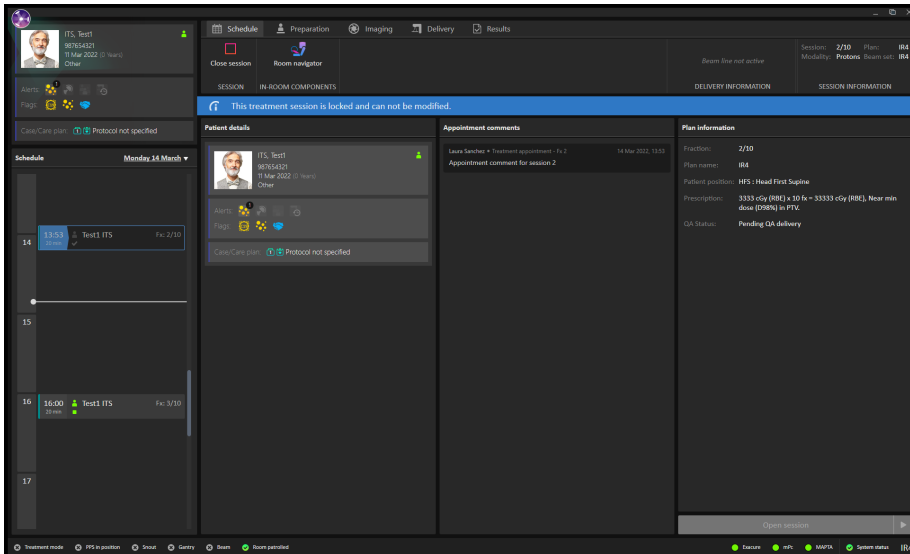 ITS, Test1
987654321
11 Mar 2022 (0 Years)
Other
Alerts:
1
Flags:
Case/Care plan: Protocol not specified
Schedule
Monday 14 March
14
13:53 Test1 ITS Fx: 2/10
20 min
15
16
16:00 Test1 ITS Fx: 3/10
20 min
17
Schedule Preparation Imaging Delivery Results
Close session Room navigator
SESSION IN-ROOM COMPONENTS
Beam line not active
DELIVERY INFORMATION
Session: 2/10 Plan: IR4
Modality: Protons Beam set: IR4
SESSION INFORMATION
This treatment session is locked and can not be modified.
Patient details
ITS, Test1
987654321
11 Mar 2022 (0 Years)
Other
Alerts:
1
Flags:
Case/Care plan: Protocol not specified
Appointment comments
Laura Sanchez • Treatment appointment - Fx 2 14 Mar 2022, 13:53
Appointment comment for session 2
Plan information
Fraction: 2/10
Plan name: IR4
Patient position: HFS : Head First Supine
Prescription: 3333 cGy (RBE) x 10 fx = 33333 cGy (RBE), Near min
dose (D98%) in PTV.
QA Status: Pending QA delivery
Open session
Treatment mode PPS in position Snout Gantry Beam Room patrolled
Exacure mPc MAPTA System status IR4